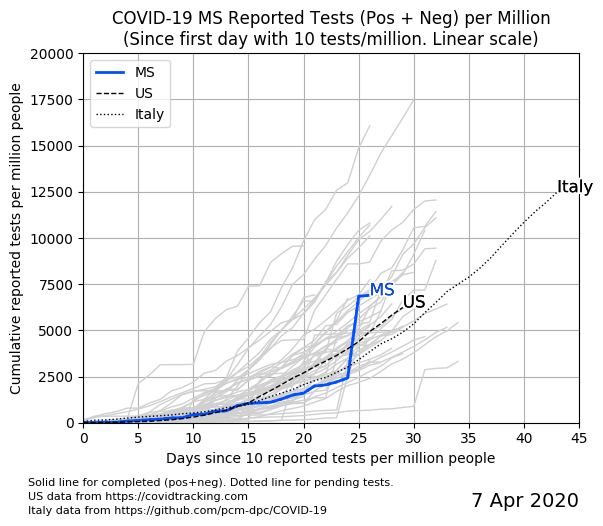 COVID-19 MS Reported Tests (Pos + Neg) per Million
(Since first day with 10 tests/million. Linear scale)
Cumulative reported tests per million people
20000
17500
15000
12500
10000
7500
5000
2500
0
MS
US
Italy
Italy
MS
US
0 5 10 15 20 25 30 35 40 45
Days since 10 reported tests per million people
Solid line for completed (pos+neg). Dotted line for pending tests.
US data from https://covidtracking.com
Italy data from https://github.com/pcm-dpc/COVID-19
7 Apr 2020